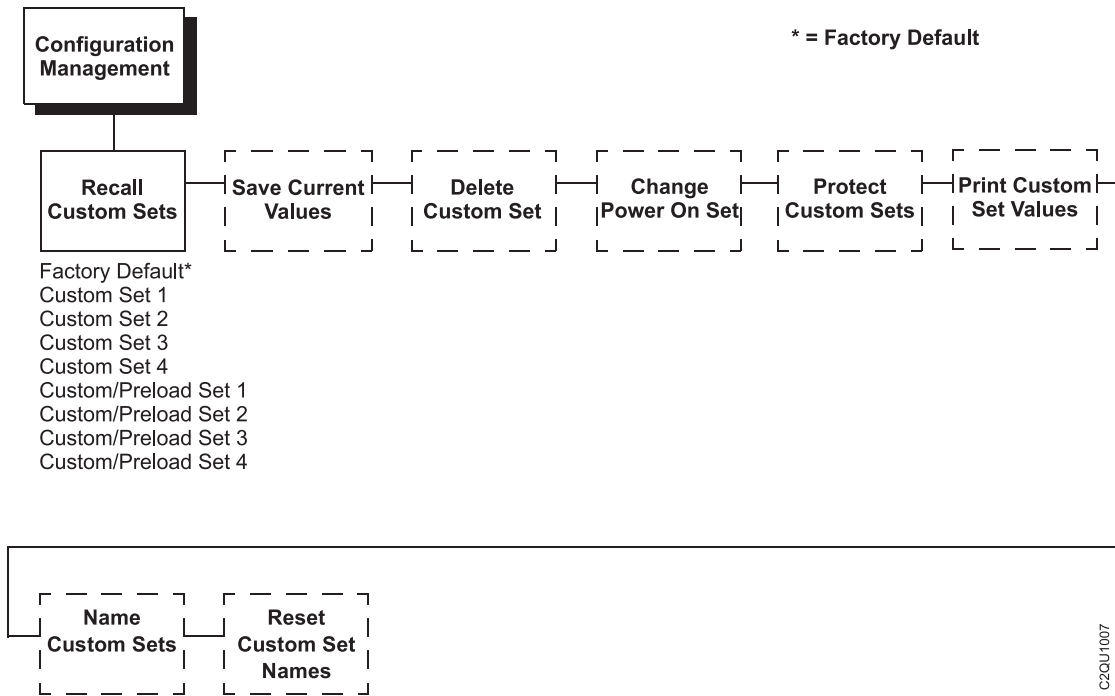 Configuration
Management
* = Factory Default
Recall
Custom Sets
Save Current
Values
Delete
Custom Set
Change
Power On Set
Protect
Custom Sets
Print Custom
Set Values
Factory Default*
Custom Set 1
Custom Set 2
Custom Set 3
Custom Set 4
Custom/Preload Set 1
Custom/Preload Set 2
Custom/Preload Set 3
Custom/Preload Set 4
Name
Custom Sets
Reset
Custom Set
Names
C2QU1007